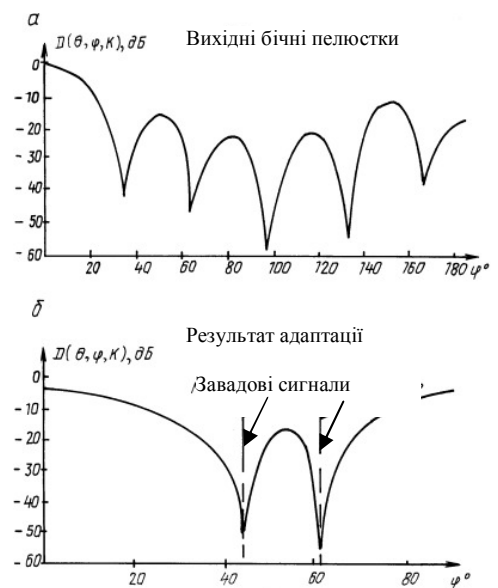 а
D(θ,φ,К), дБ
Вихідні бічні пелюстки
0
- 10
- 20
- 30
- 40
- 50
- 60
20 40 60 80 100 120 140 160 180 φ°
б
Результат адаптації
D(θ,φ,К), дБ
Завадові сигнали
0
- 10
- 20
- 30
- 40
- 50
- 60
0 20 40 60 80 φ°